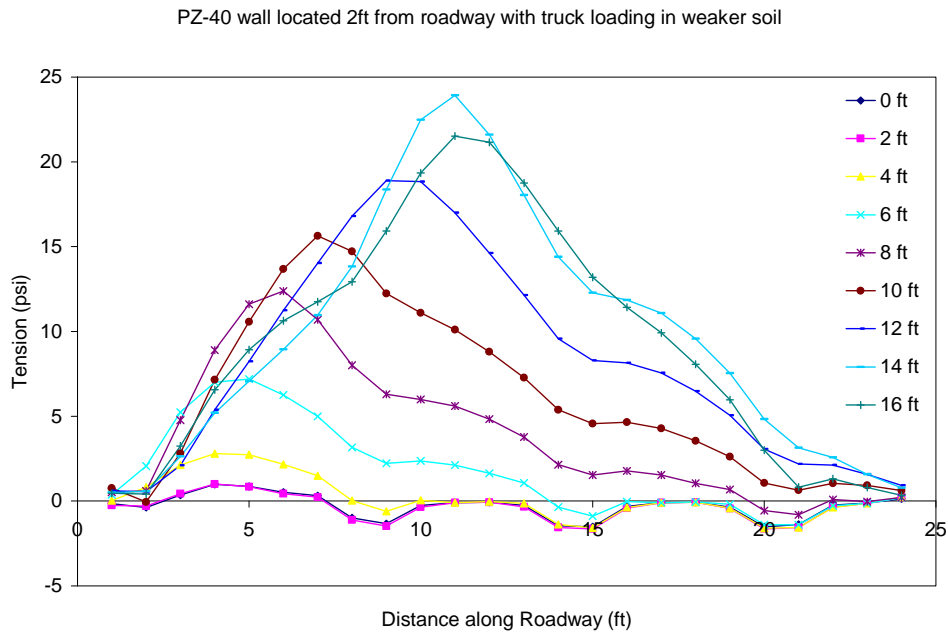 PZ-40 wall located 2ft from roadway with truck loading in weaker soil
25
20
15
10
5
0
-5
Tension (psi)
0
5
10
15
20
25
Distance along Roadway (ft)
0 ft
2 ft
4 ft
6 ft
8 ft
10 ft
12 ft
14 ft
16 ft